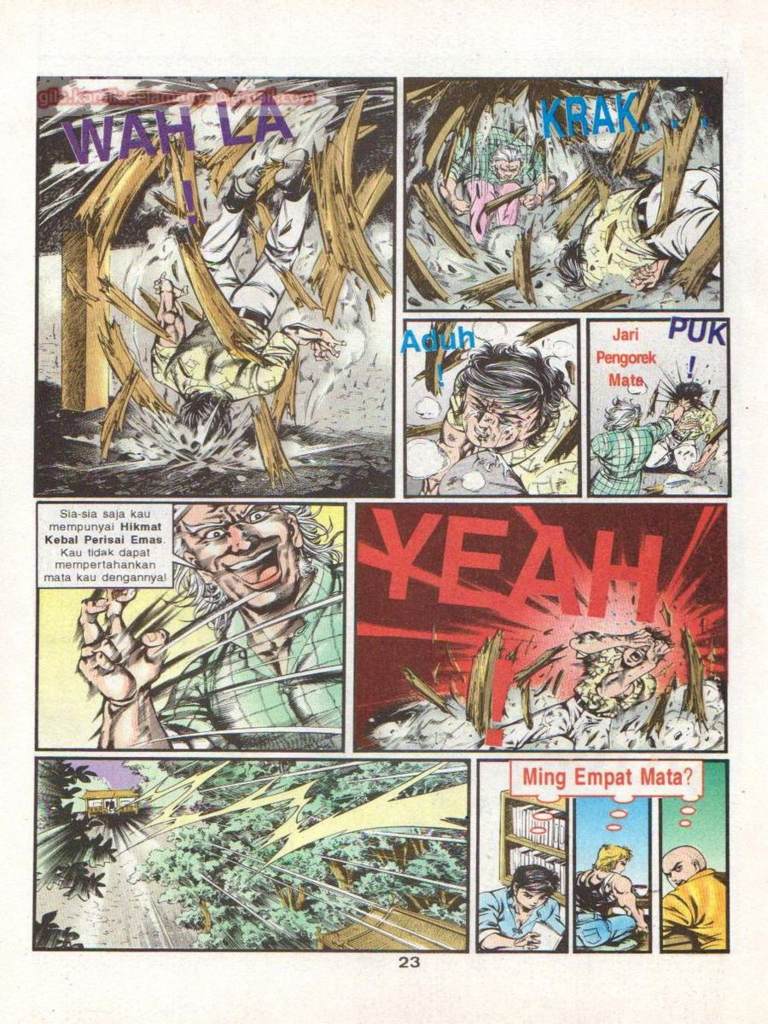 WAH LA
!
KRAK. . .
Aduh
!
Jari
Pengorek
Mata
PUK
!
Sia-sia saja kau
mempunyai Hikmat
Kebal Perisai Emas.
Kau tidak dapat
mempertahankan
mata kau dengannya!
YEAH
!
Ming Empat Mata?
23